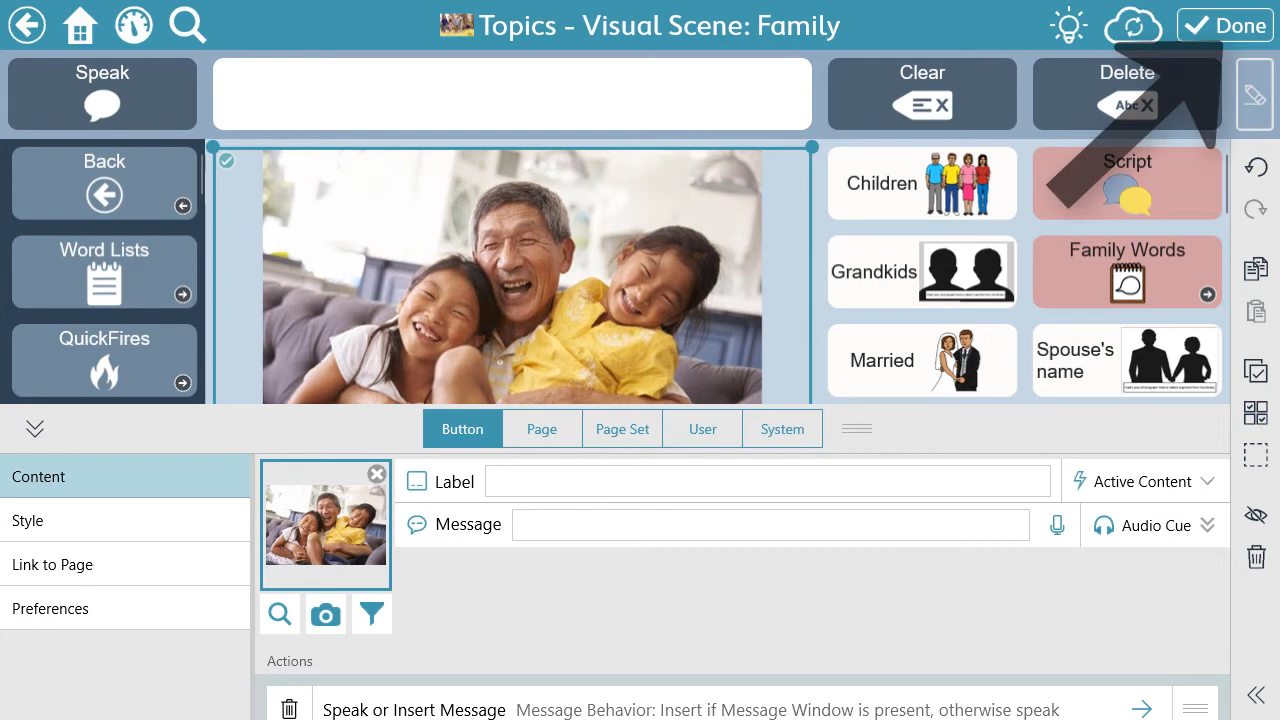 Topics - Visual Scene: Family
Done
Speak
Clear
Delete
Abc X
Back
Word Lists
QuickFires
Children
Script
Grandkids
Family Words
Married
Spouse's
name
Button
Page
Page Set
User
System
Content
Style
Link to Page
Preferences
Label
Active Content
Message
Audio Cue
Actions
Speak or Insert Message
Message Behavior: Insert if Message Window is present, otherwise speak